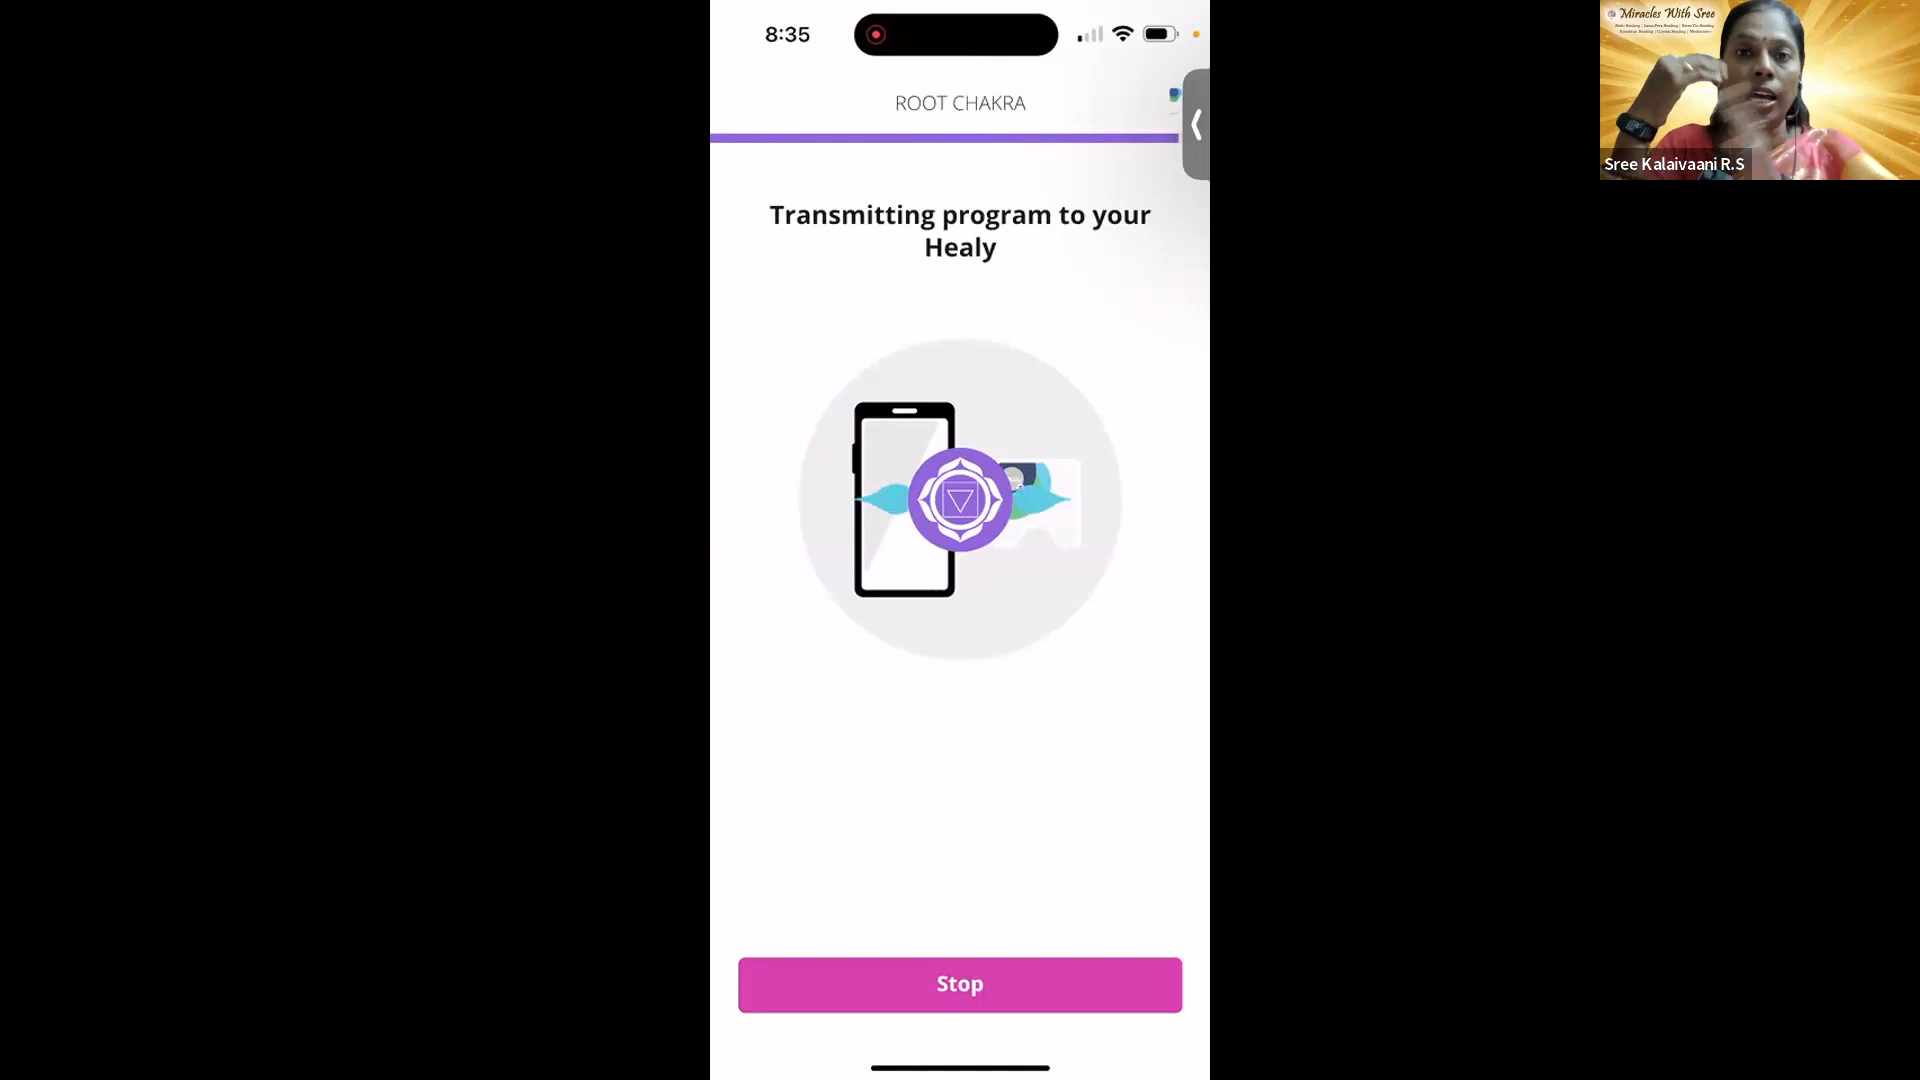 8:35
ROOT CHAKRA
Transmitting program to your
Healy
Stop
Miracles With Sree
Sree Kalaivaani R.S